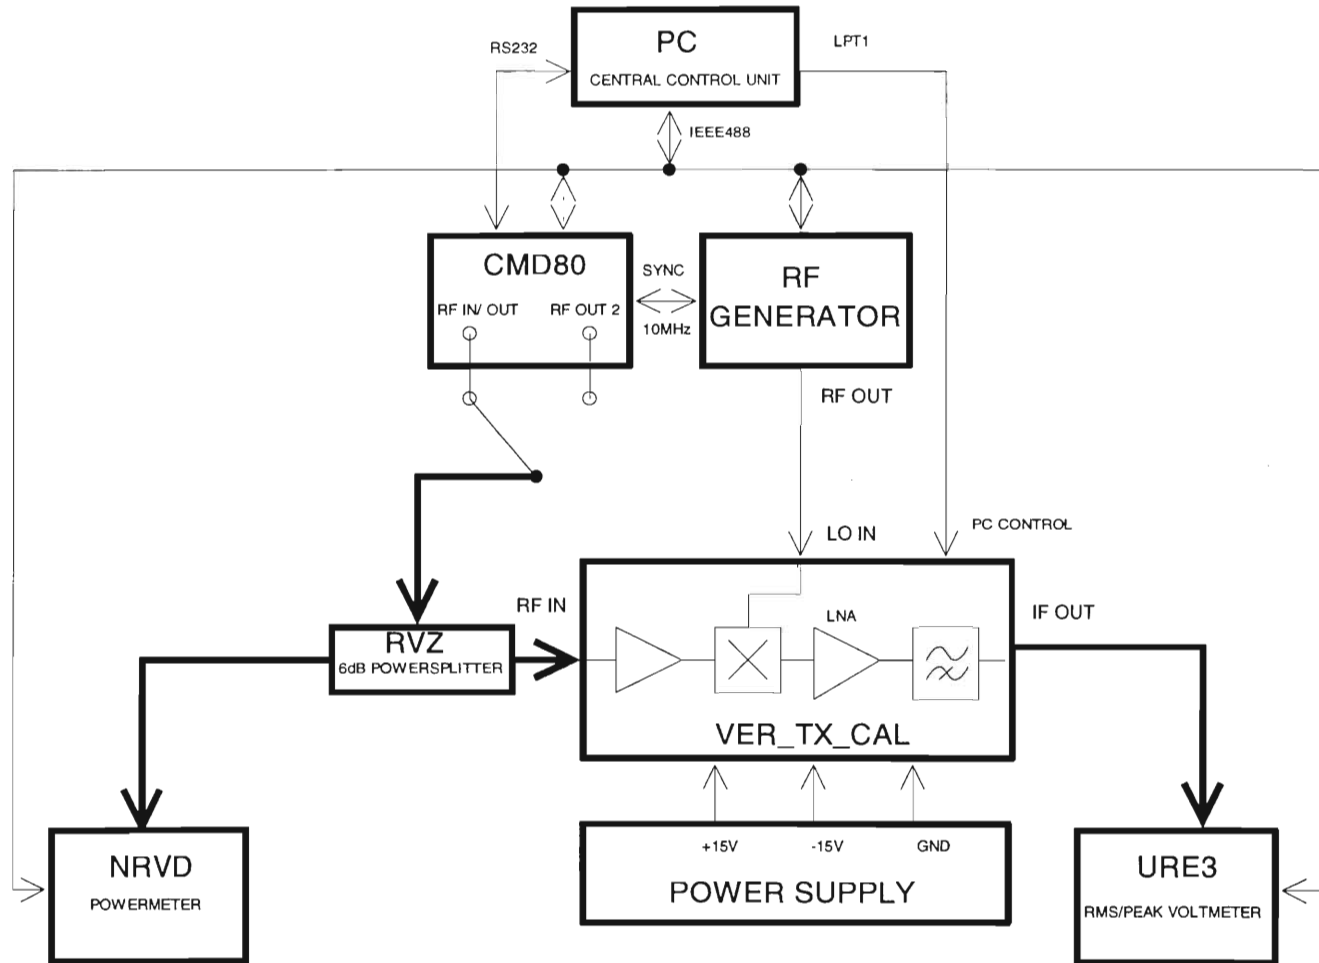 PC
CENTRAL CONTROL UNIT
RS232
LPT1
IEEE488
CMD80
RF IN/ OUT
RF OUT 2
SYNC
10MHz
RF
GENERATOR
RF OUT
LO IN
PC CONTROL
RF IN
LNA
IF OUT
RVZ
6dB POWERSPLITTER
VER_TX_CAL
+15V
-15V
GND
POWER SUPPLY
NRVD
POWERMETER
URE3
RMS/PEAK VOLTMETER